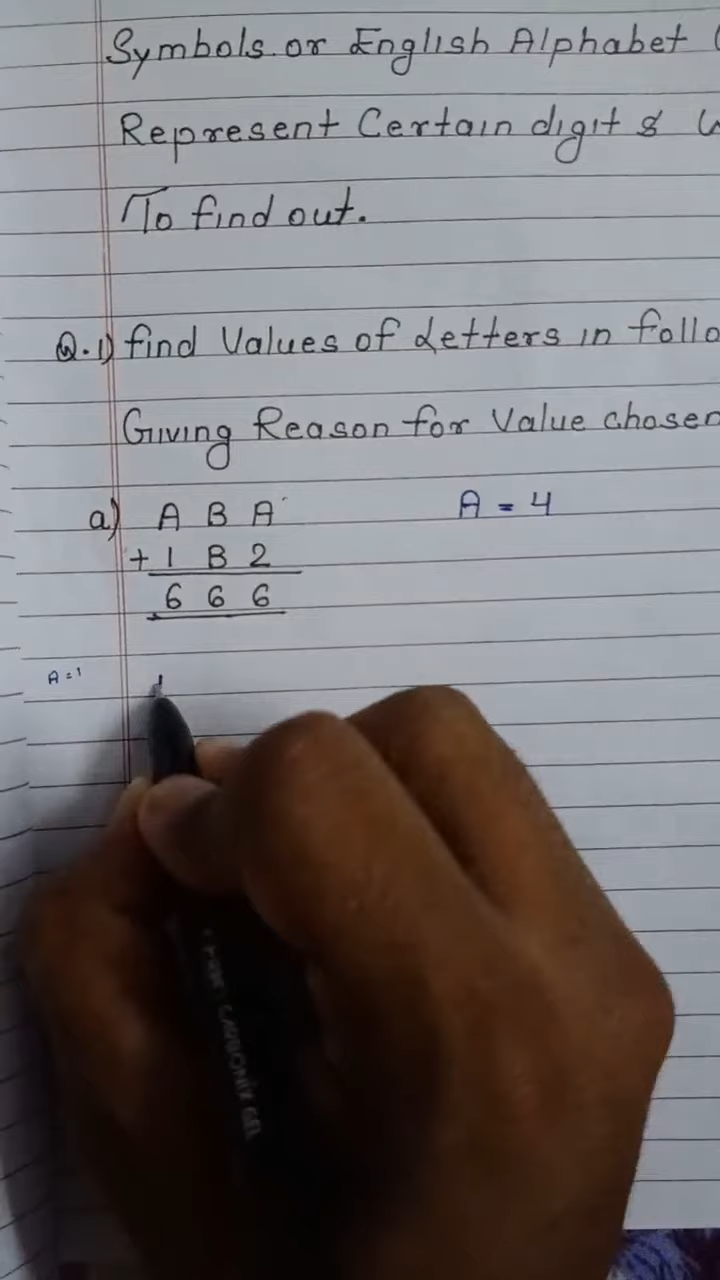 Symbols or English Alphabet
Represent Certain digit &
To find out.
Q.1) find Values of Letters in follo
Giving Reason for Value chosen
a) A B A A = 4
+ 1 B 2
6 6 6
A = 1